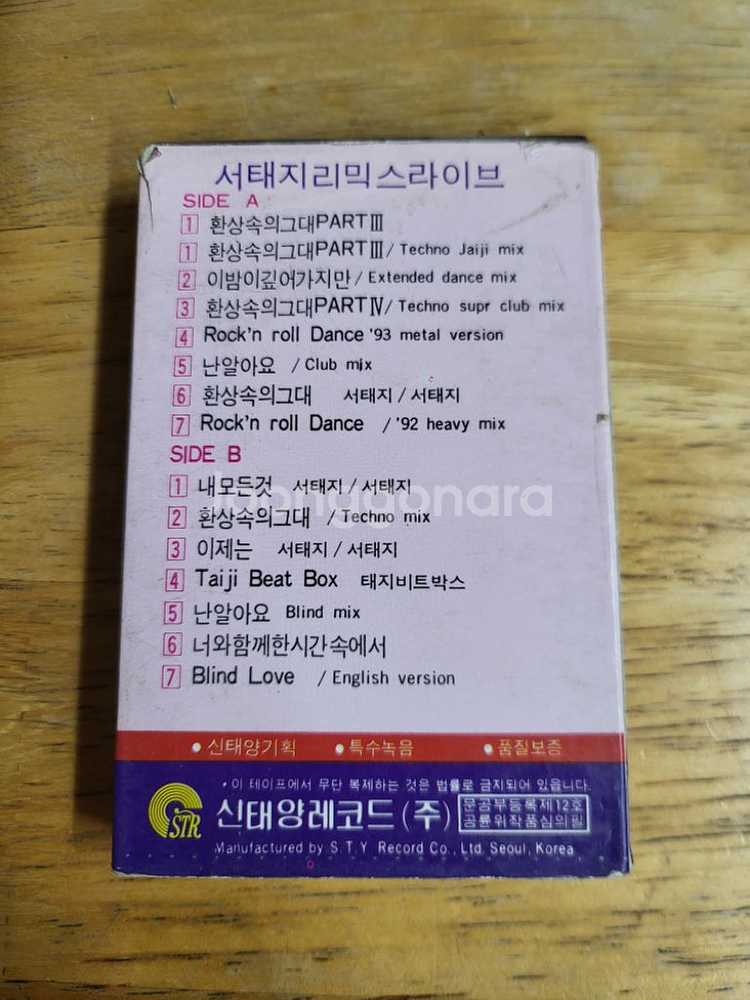 서태지리믹스라이브
SIDE A
1 환상속의그대PARTⅢ
1 환상속의그대PARTⅢ / Techno Jaiji mix
2 이밤이깊어가지만 / Extended dance mix
3 환상속의그대PARTⅣ / Techno supr club mix
4 Rock'n roll Dance '93 metal version
5 난알아요 / Club mix
6 환상속의그대 서태지 / 서태지
7 Rock'n roll Dance / '92 heavy mix
SIDE B
1 내모든것 서태지 / 서태지
2 환상속의그대 / Techno mix
3 이제는 서태지 / 서태지
4 Taiji Beat Box 태지비트박스
5 난알아요 Blind mix
6 너와함께한시간속에서
7 Blind Love / English version
joonggonara
• 신태양기획 • 특수녹음 • 품질보증
• 이 테이프에서 무단 복제하는 것은 법률로 금지되어 있읍니다.
STR
신태양레코드(주)
문공부등록제12호
공륜위작품심의필
Manufactured by S.T.Y Record Co., Ltd. Seoul, Korea